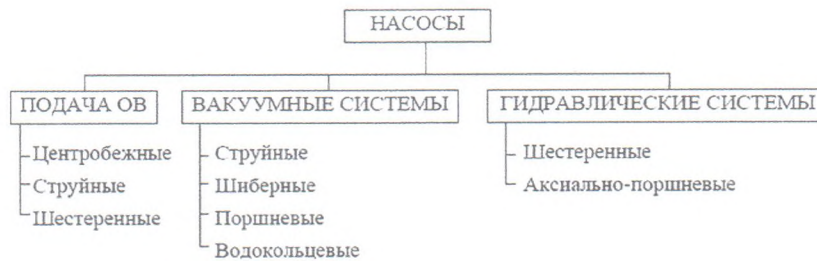 НАСОСЫ
ПОДАЧА ОВ
ВАКУУМНЫЕ СИСТЕМЫ
ГИДРАВЛИЧЕСКИЕ СИСТЕМЫ
Центробежные
Струйные
Шестеренные
Струйные
Шиберные
Поршневые
Водокольцевые
Шестеренные
Аксиально-поршневые